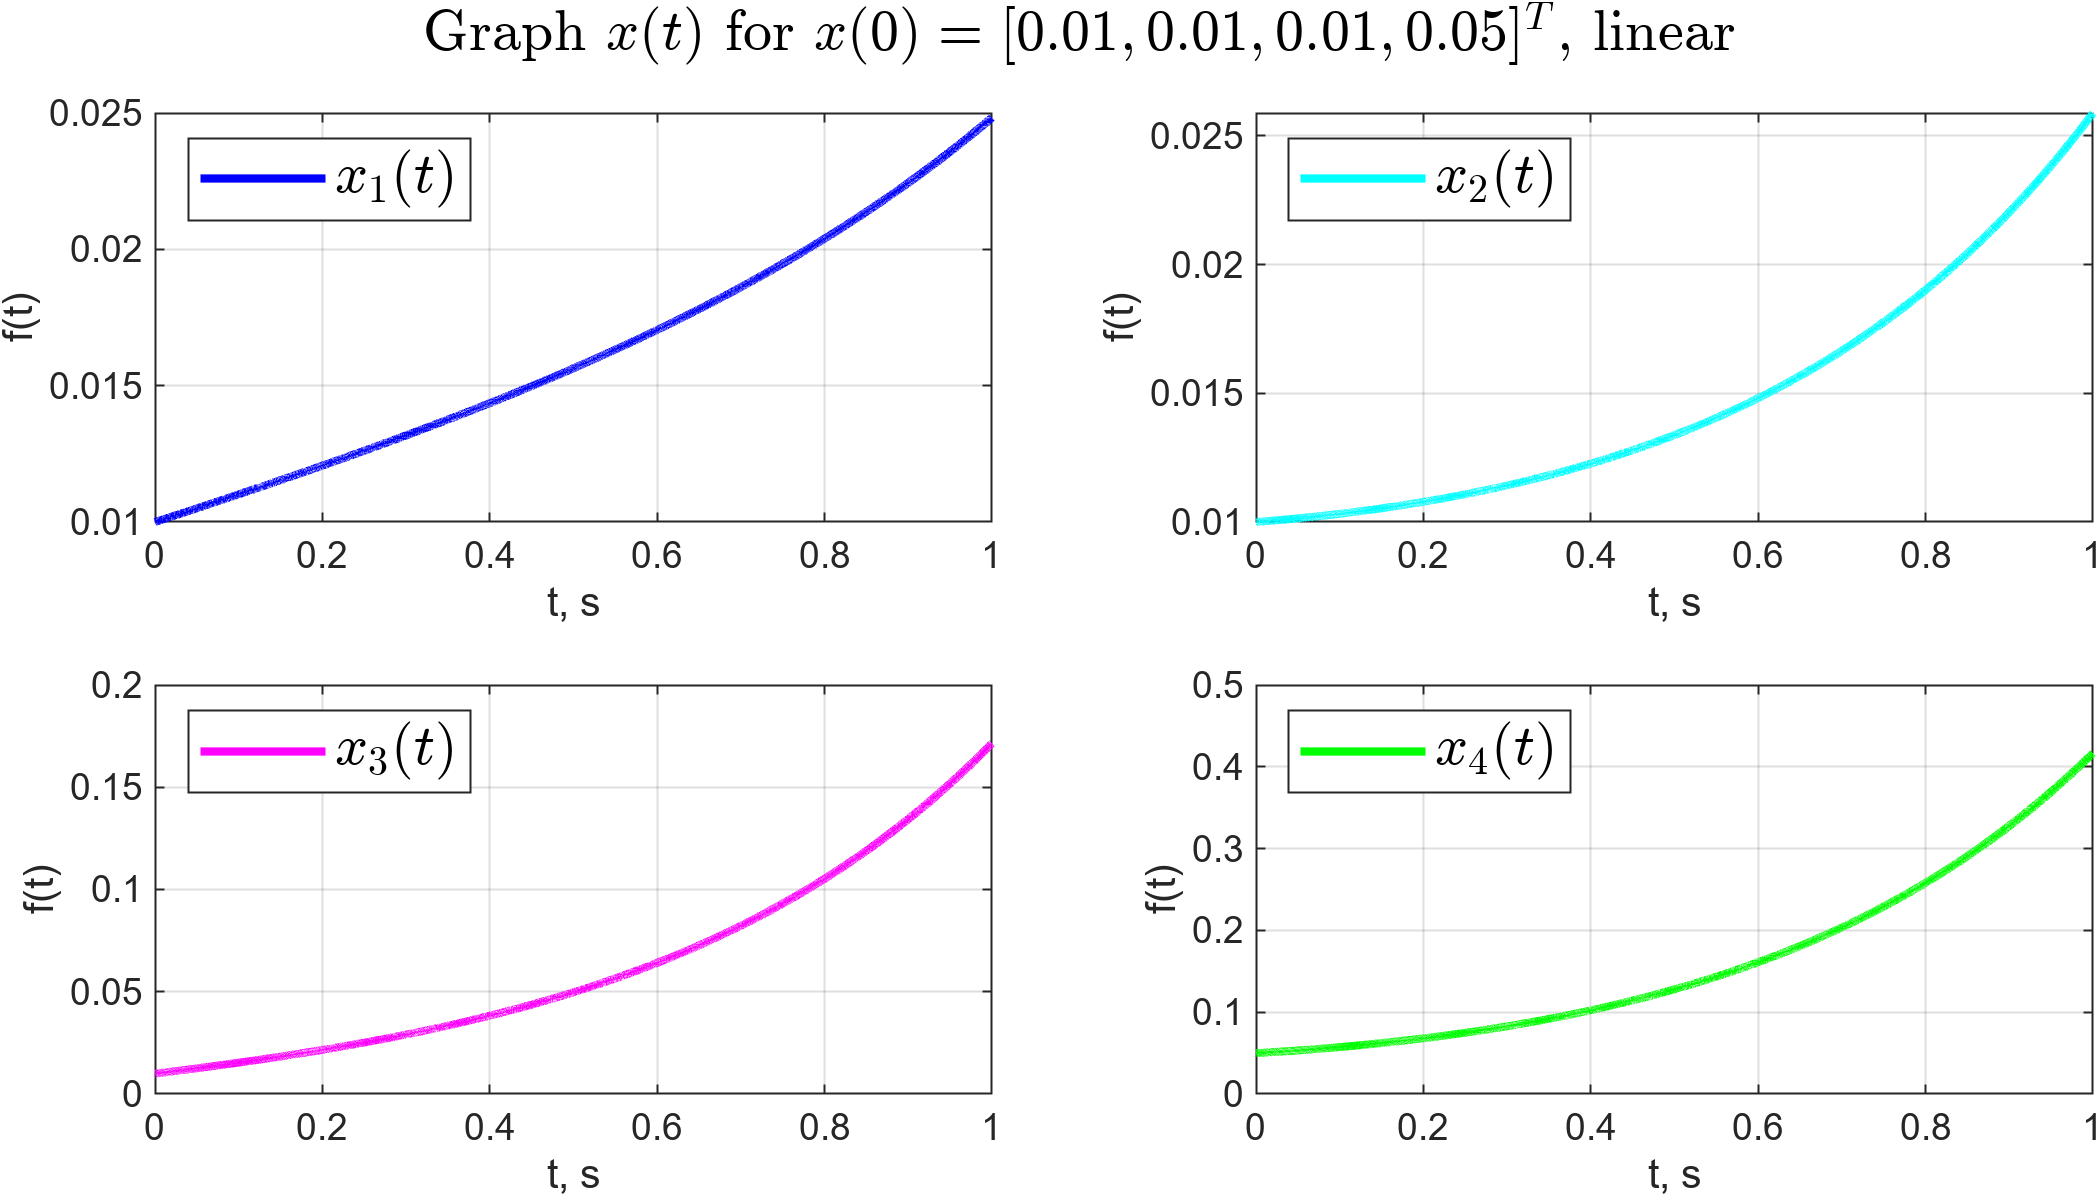 Graph x(t) for x(0) = [0.01, 0.01, 0.01, 0.05]^T, linear
0.025
0.02
0.015
0.01
f(t)
x_1(t)
0 0.2 0.4 0.6 0.8 1
t, s
0.025
0.02
0.015
0.01
f(t)
x_2(t)
0 0.2 0.4 0.6 0.8 1
t, s
0.2
0.15
0.1
0.05
0
f(t)
x_3(t)
0 0.2 0.4 0.6 0.8 1
t, s
0.5
0.4
0.3
0.2
0.1
0
f(t)
x_4(t)
0 0.2 0.4 0.6 0.8 1
t, s